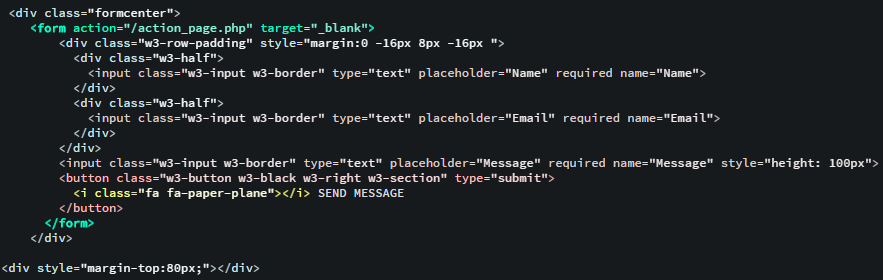 <div class="formcenter">
<form action="/action_page.php" target="_blank">
<div class="w3-row-padding" style="margin:0 -16px 8px -16px ">
<div class="w3-half">
<input class="w3-input w3-border" type="text" placeholder="Name" required name="Name">
</div>
<div class="w3-half">
<input class="w3-input w3-border" type="text" placeholder="Email" required name="Email">
</div>
</div>
<input class="w3-input w3-border" type="text" placeholder="Message" required name="Message" style="height: 100px">
<button class="w3-button w3-black w3-right w3-section" type="submit">
<i class="fa fa-paper-plane"></i> SEND MESSAGE
</button>
</form>
</div>
<div style="margin-top:80px;"></div>